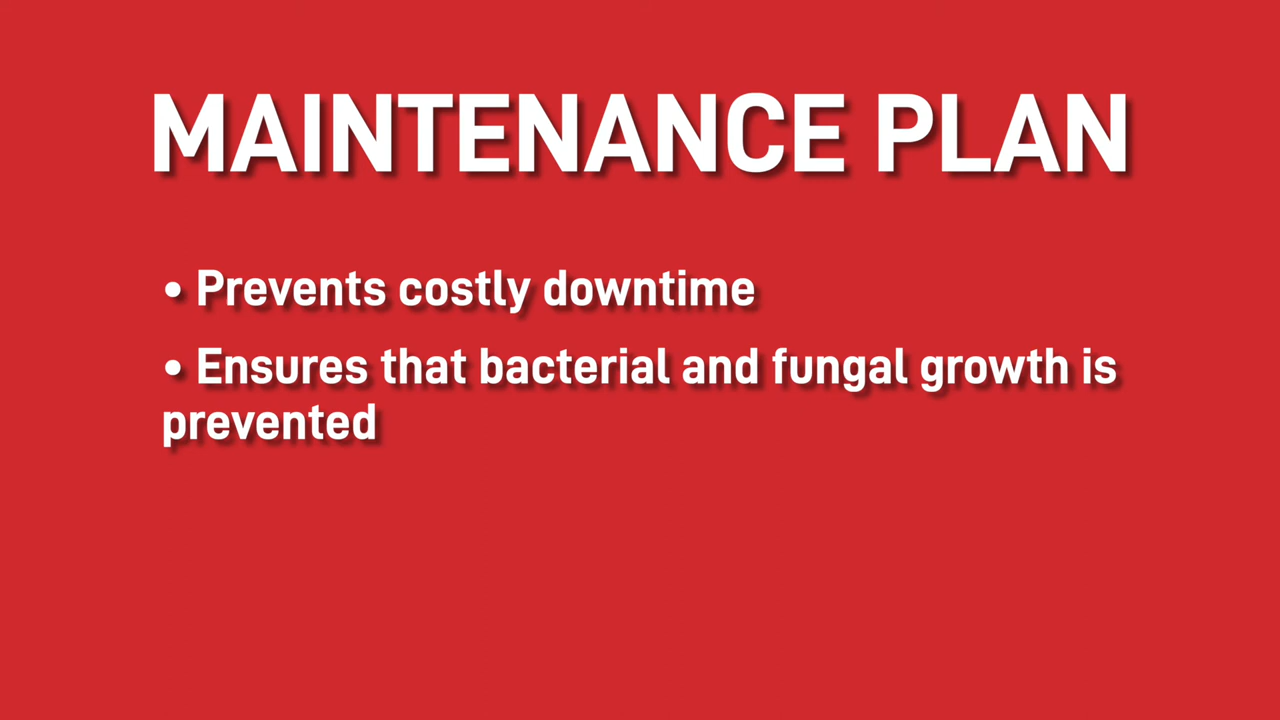 MAINTENANCE PLAN
• Prevents costly downtime
• Ensures that bacterial and fungal growth is
prevented